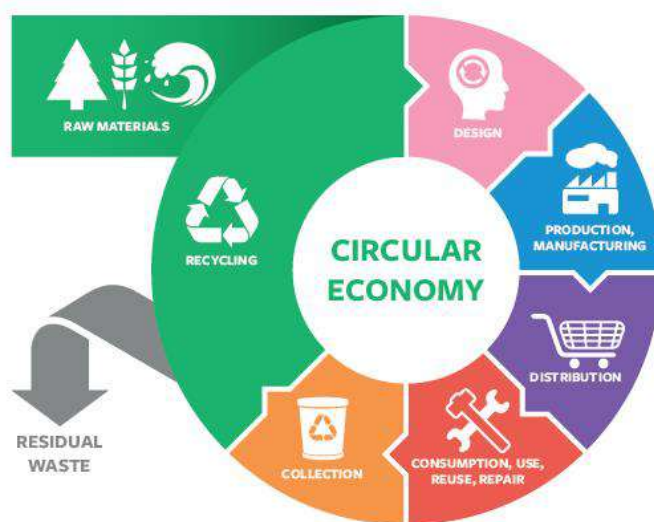 RAW MATERIALS
DESIGN
PRODUCTION,
MANUFACTURING
RECYCLING
CIRCULAR
ECONOMY
DISTRIBUTION
RESIDUAL
WASTE
COLLECTION
CONSUMPTION, USE,
REUSE, REPAIR